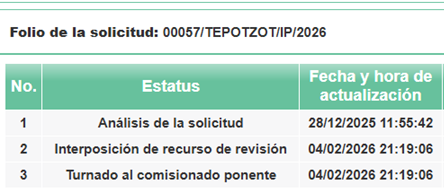 Folio de la solicitud: 00057/TEPOTZOT/IP/2026
No. Estatus Fecha y hora de actualización
1 Análisis de la solicitud 28/12/2025 11:55:42
2 Interposición de recurso de revisión 04/02/2026 21:19:06
3 Turnado al comisionado ponente 04/02/2026 21:19:06